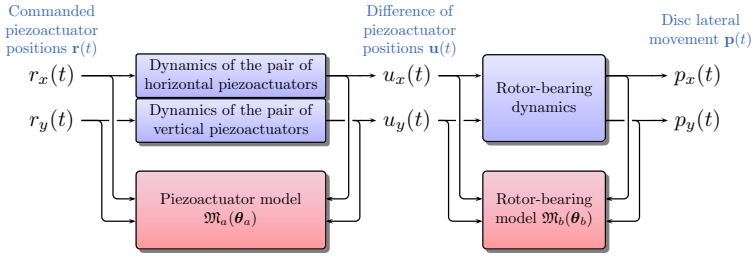 Commanded
piezoactuator
positions r(t)
Difference of
piezoactuator
positions u(t)
Disc lateral
movement p(t)
r_x(t)
Dynamics of the pair of
horizontal piezoactuators
u_x(t)
Rotor-bearing
dynamics
p_x(t)
r_y(t)
Dynamics of the pair of
vertical piezoactuators
u_y(t)
p_y(t)
Piezoactuator model
𝔐_a(θ_a)
Rotor-bearing
model 𝔐_b(θ_b)